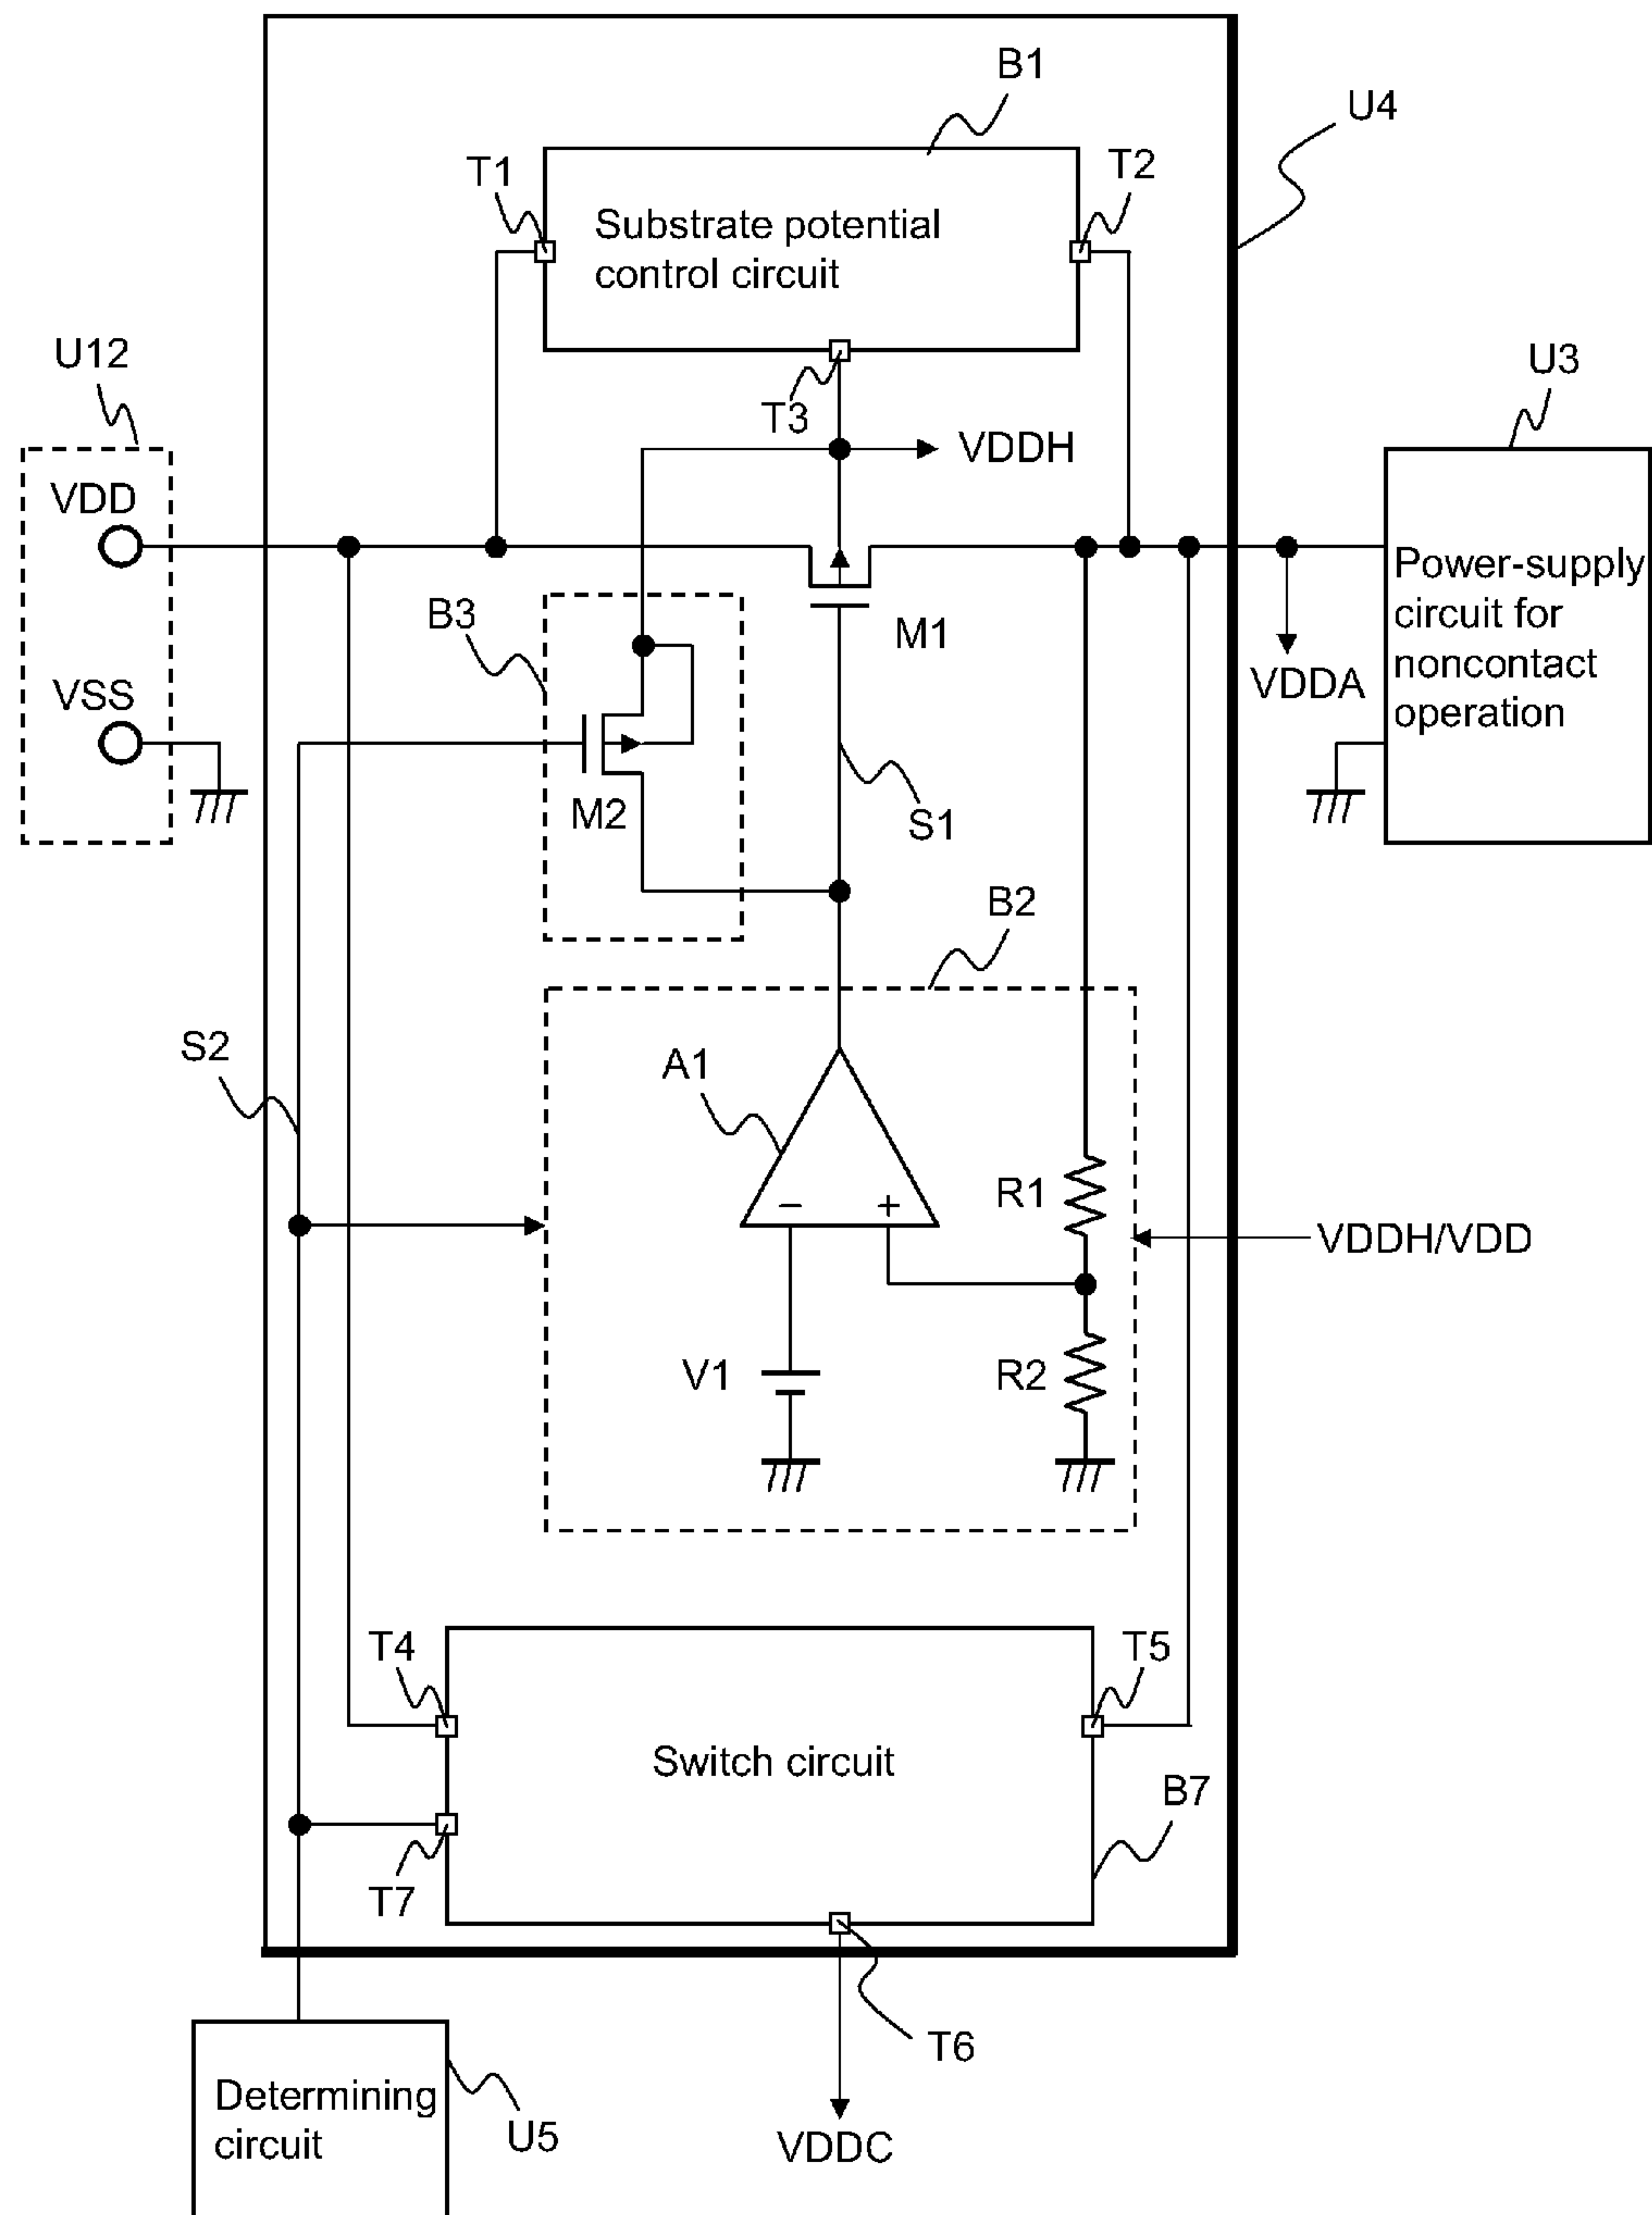 B1
U4
T1
T2
Substrate potential
control circuit
U12
U3
T3
VDDH
VDD
Power-supply
circuit for
noncontact
operation
B3
M1
VDDA
VSS
M2
S1
B2
S2
A1
− +
R1
VDDH/VDD
V1
R2
T4
T5
Switch circuit
B7
T7
T6
Determining
circuit
U5
VDDC